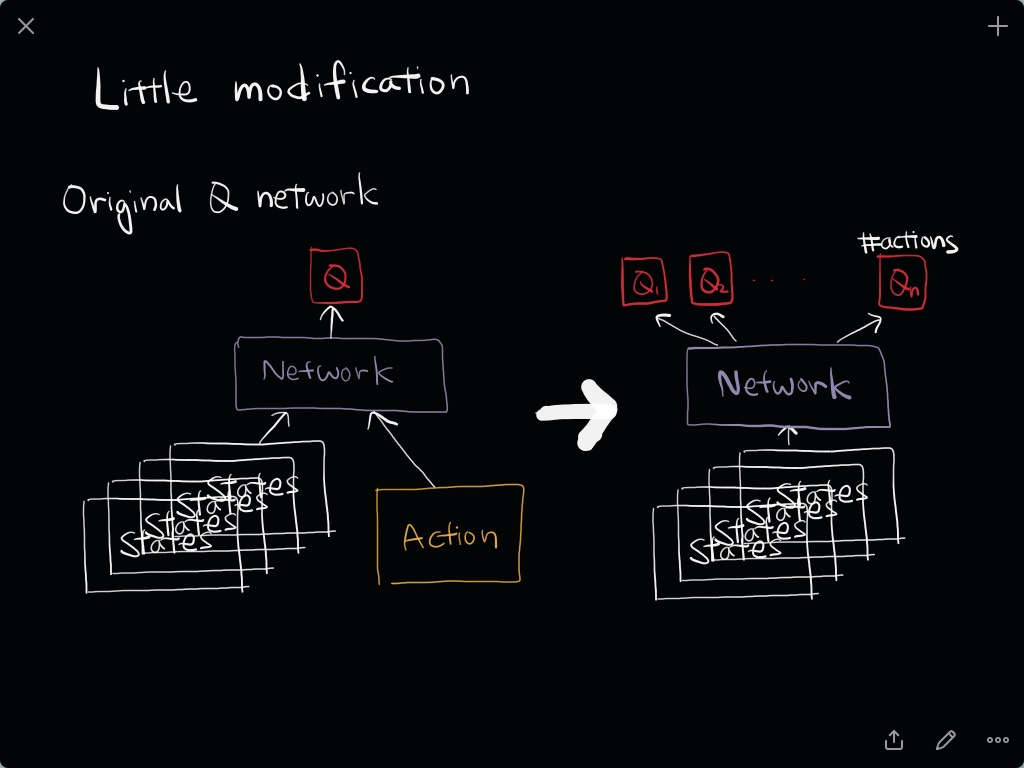 Little modification
Original Q network
#actions
Q
Q1 Q2 . . . . Qn
Network
Network
States
States
States
States
Action
States
States
States
States